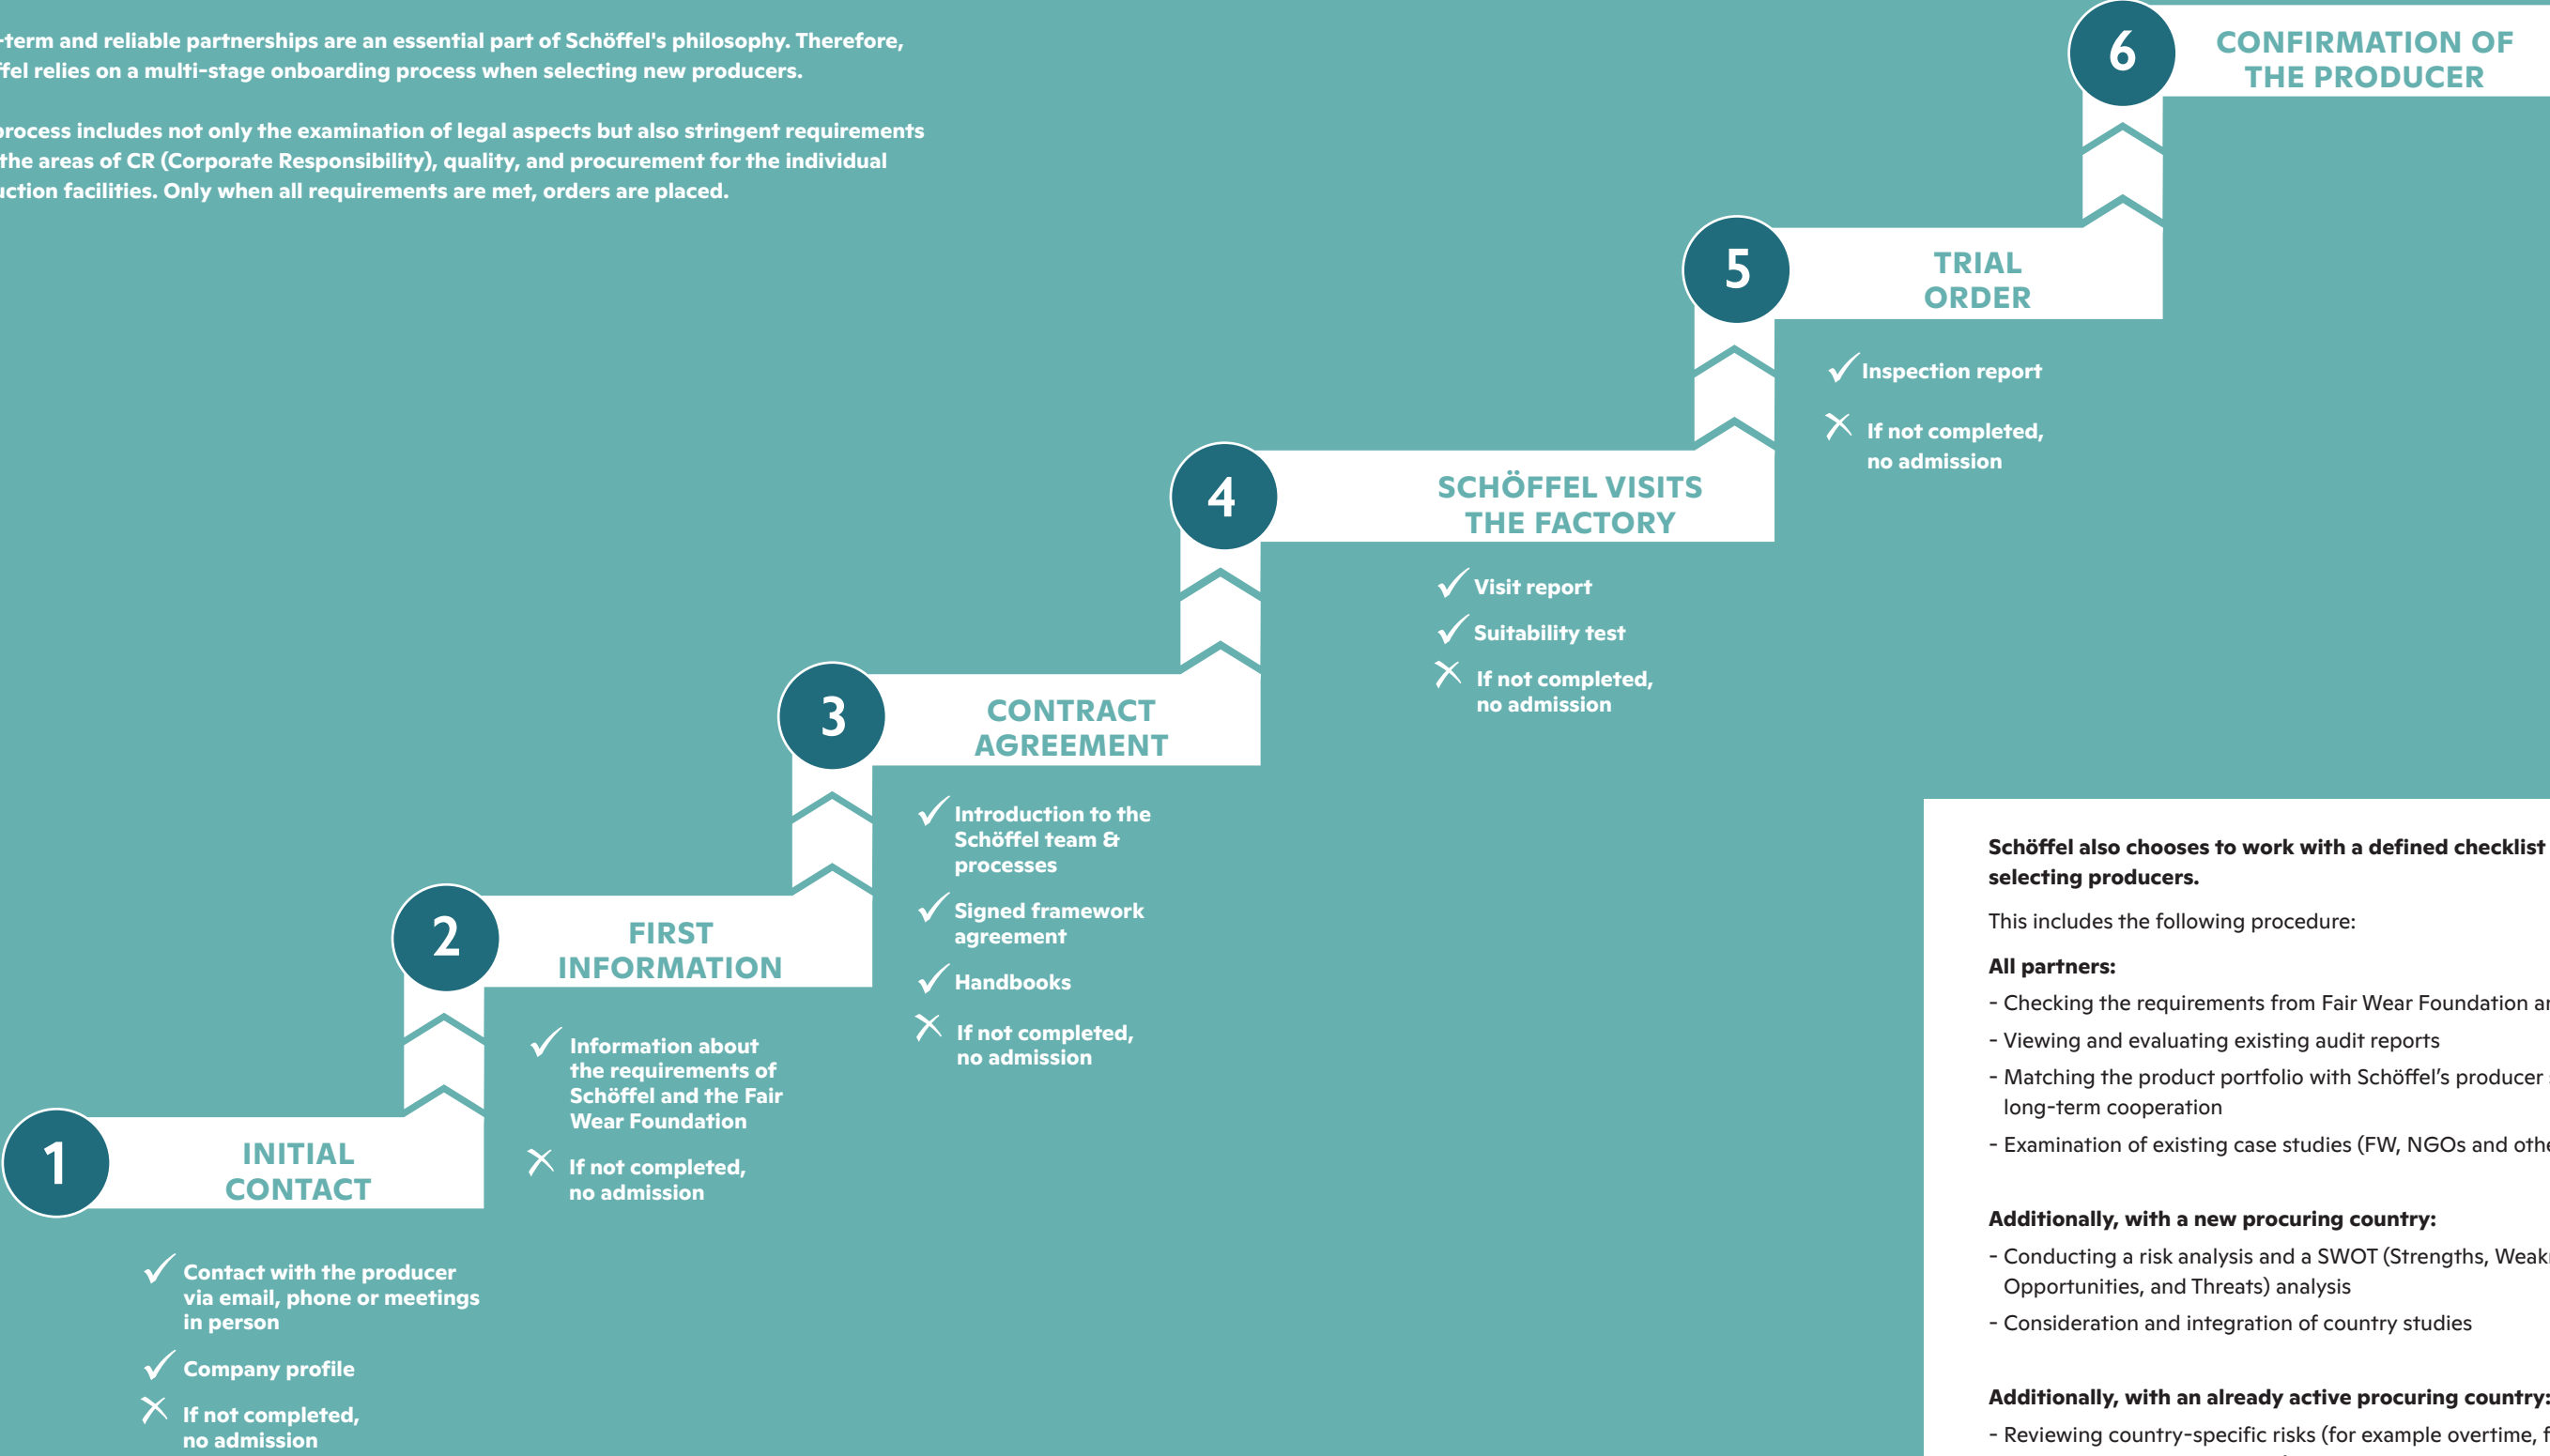 -term and reliable partnerships are an essential part of Schöffel's philosophy. Therefore,
ffel relies on a multi-stage onboarding process when selecting new producers.
process includes not only the examination of legal aspects but also stringent requirements
the areas of CR (Corporate Responsibility), quality, and procurement for the individual
uction facilities. Only when all requirements are met, orders are placed.
1
INITIAL
CONTACT
Contact with the producer
via email, phone or meetings
in person
Company profile
If not completed,
no admission
2
FIRST
INFORMATION
Information about
the requirements of
Schöffel and the Fair
Wear Foundation
If not completed,
no admission
3
CONTRACT
AGREEMENT
Introduction to the
Schöffel team &
processes
Signed framework
agreement
Handbooks
If not completed,
no admission
4
SCHÖFFEL VISITS
THE FACTORY
Visit report
Suitability test
If not completed,
no admission
5
TRIAL
ORDER
Inspection report
If not completed,
no admission
6
CONFIRMATION OF
THE PRODUCER
Schöffel also chooses to work with a defined checklist
selecting producers.
This includes the following procedure:
All partners:
- Checking the requirements from Fair Wear Foundation
- Viewing and evaluating existing audit reports
- Matching the product portfolio with Schöffel's producer
long-term cooperation
- Examination of existing case studies (FW, NGOs and
Additionally, with a new procuring country:
- Conducting a risk analysis and a SWOT (Strengths,
Opportunities, and Threats) analysis
- Consideration and integration of country studies
Additionally, with an already active procuring country:
- Reviewing country-specific risks (for example overtime,